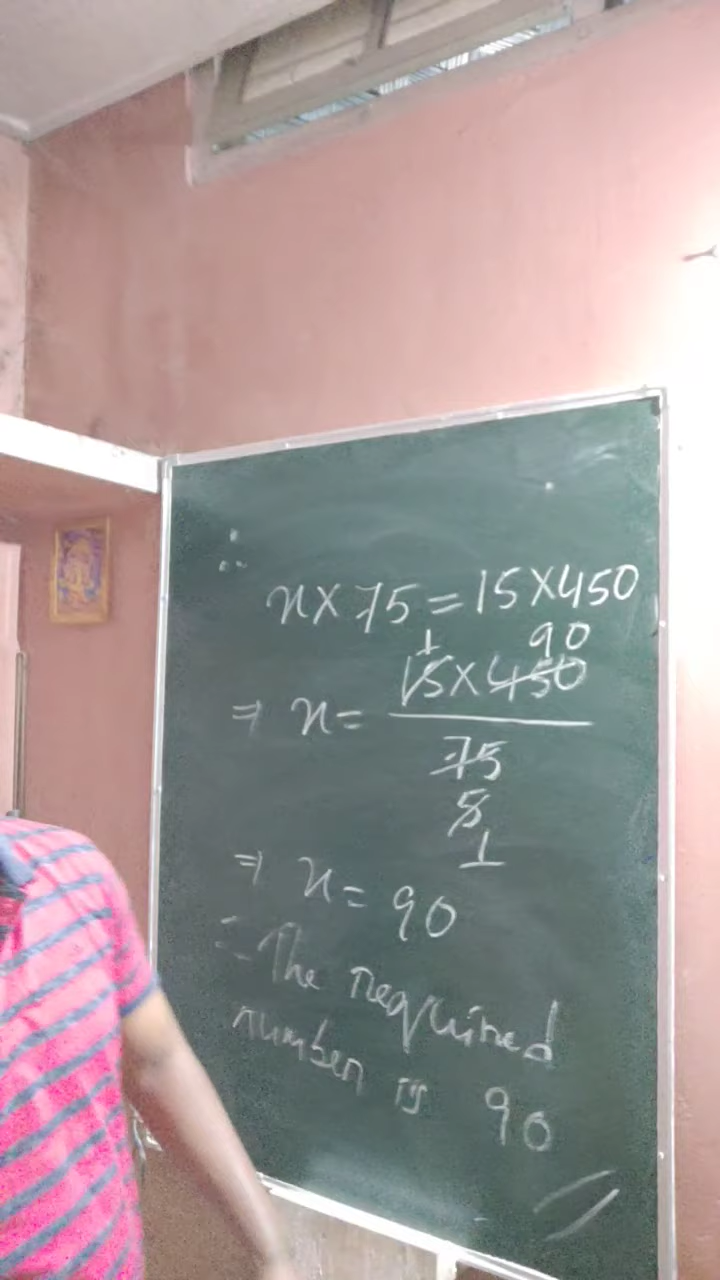 ∴
x × 75 = 15 × 450
1 90
⇒ x = 15 × 450
75
5
1
⇒ x = 90
∴ The required
number is 90